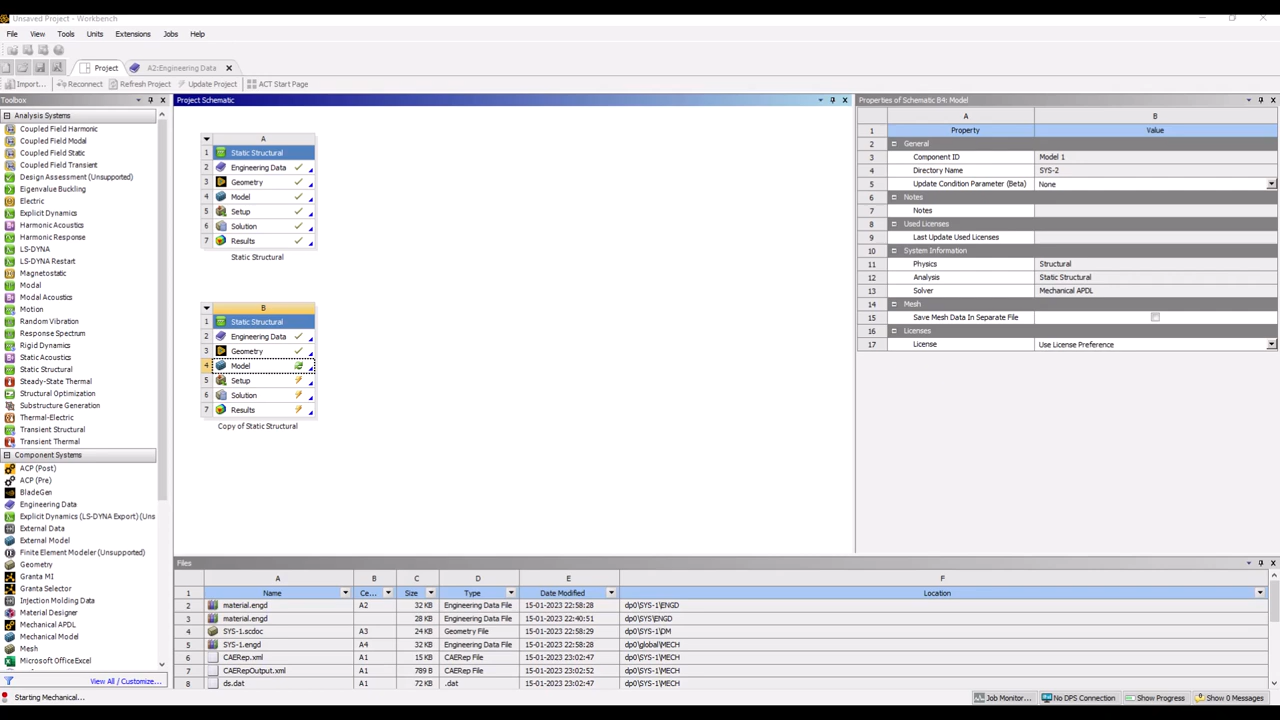 Unsaved Project - Workbench
File View Tools Units Extensions Jobs Help
Project A2:Engineering Data
Import... Reconnect Refresh Project Update Project ACT Start Page
Toolbox
Analysis Systems
Coupled Field Harmonic
Coupled Field Modal
Coupled Field Static
Coupled Field Transient
Design Assessment (Unsupported)
Eigenvalue Buckling
Electric
Explicit Dynamics
Harmonic Acoustics
Harmonic Response
LS-DYNA
LS-DYNA Restart
Magnetostatic
Modal
Modal Acoustics
Motion
Random Vibration
Response Spectrum
Rigid Dynamics
Static Acoustics
Static Structural
Steady-State Thermal
Structural Optimization
Substructure Generation
Thermal-Electric
Transient Structural
Transient Thermal
Component Systems
ACP (Post)
ACP (Pre)
BladeGen
Engineering Data
Explicit Dynamics (LS-DYNA Export) (Uns
External Data
External Model
Finite Element Modeler (Unsupported)
Geometry
Granta MI
Granta Selector
Injection Molding Data
Material Designer
Mechanical APDL
Mechanical Model
Mesh
Microsoft Office Excel
View All / Customize...
Project Schematic
A
1 Static Structural
2 Engineering Data
3 Geometry
4 Model
5 Setup
6 Solution
7 Results
Static Structural
B
1 Static Structural
2 Engineering Data
3 Geometry
4 Model
5 Setup
6 Solution
7 Results
Copy of Static Structural
Properties of Schematic B4: Model
A B
1 Property Value
2 General
3 Component ID Model 1
4 Directory Name SYS-2
5 Update Condition Parameter (Beta) None
6 Notes
7 Notes
8 Used Licenses
9 Last Update Used Licenses
10 System Information
11 Physics Structural
12 Analysis Static Structural
13 Solver Mechanical APDL
14 Mesh
15 Save Mesh Data In Separate File
16 Licenses
17 License Use License Preference
Files
A B C D E F
1 Name Ce... Size Type Date Modified Location
2 material.engd A2 32 KB Engineering Data File 15-01-2023 22:58:28 dp0\SYS-1\ENGD
3 material.engd 28 KB Engineering Data File 15-01-2023 22:40:51 dp0\SYS\ENGD
4 SYS-1.scdoc A3 24 KB Geometry File 15-01-2023 22:58:29 dp0\SYS-1\DM
5 SYS-1.engd A4 32 KB Engineering Data File 15-01-2023 22:58:28 dp0\global\MECH
6 CAERep.xml A1 15 KB CAERep File 15-01-2023 23:02:47 dp0\SYS-1\MECH
7 CAERepOutput.xml A1 789 B CAERep File 15-01-2023 23:02:52 dp0\SYS-1\MECH
8 ds.dat A1 72 KB .dat 15-01-2023 23:02:47 dp0\SYS-1\MECH
Starting Mechanical... Job Monitor... No DPS Connection Show Progress Show 0 Messages